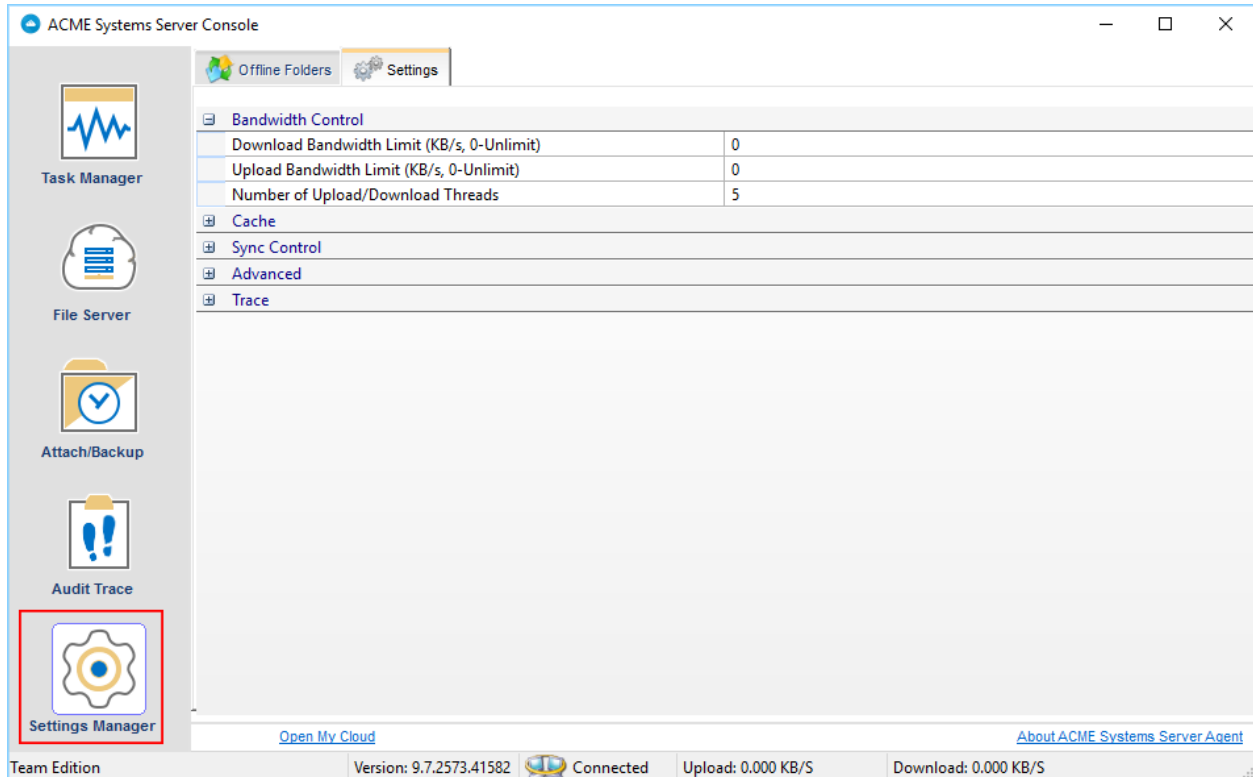 ACME Systems Server Console
Offline Folders Settings
Bandwidth Control
Download Bandwidth Limit (KB/s, 0-Unlimit) 0
Upload Bandwidth Limit (KB/s, 0-Unlimit) 0
Number of Upload/Download Threads 5
Cache
Sync Control
Advanced
Trace
Task Manager
File Server
Attach/Backup
Audit Trace
Settings Manager
Open My Cloud About ACME Systems Server Agent
Team Edition Version: 9.7.2573.41582 Connected Upload: 0.000 KB/S Download: 0.000 KB/S